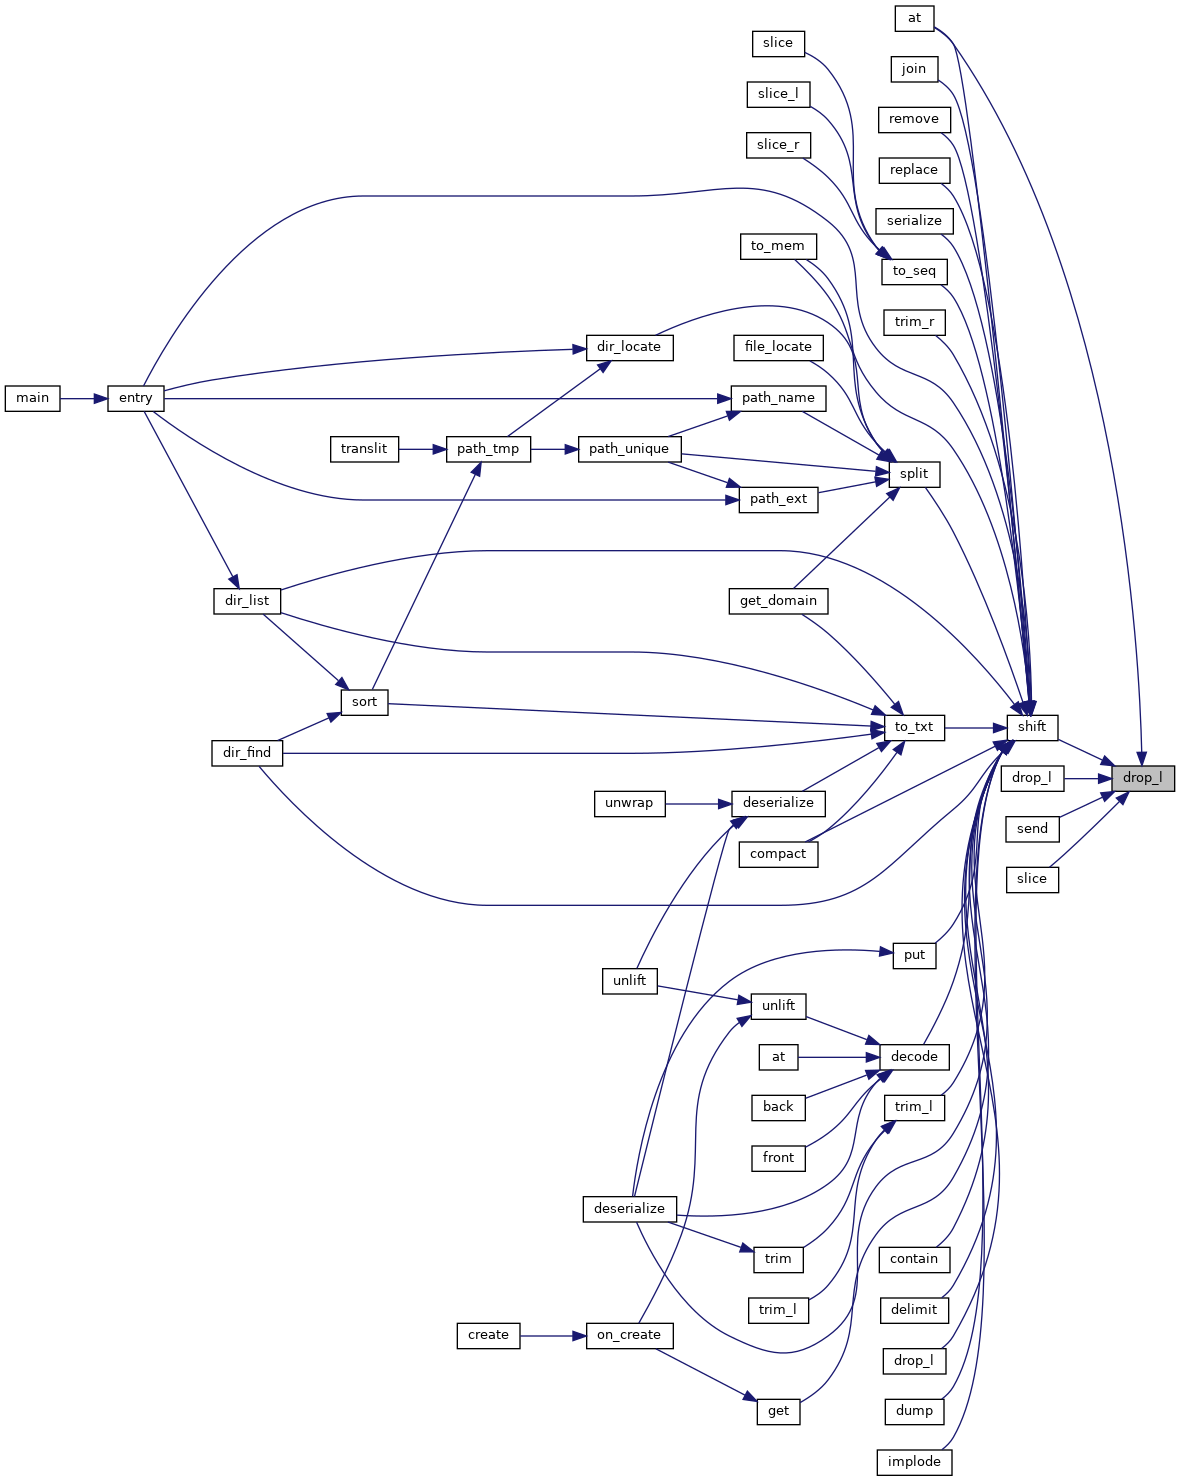 at
slice
join
slice_l
remove
slice_r
replace
serialize
to_mem
to_seq
trim_r
dir_locate
file_locate
main
entry
path_name
translit
path_tmp
path_unique
split
path_ext
dir_list
get_domain
sort
to_txt
shift
dir_find
drop_l
drop_l
unwrap
deserialize
send
compact
slice
put
unlift
unlift
at
decode
back
trim_l
front
deserialize
trim
contain
trim_l
delimit
create
on_create
drop_l
get
dump
implode